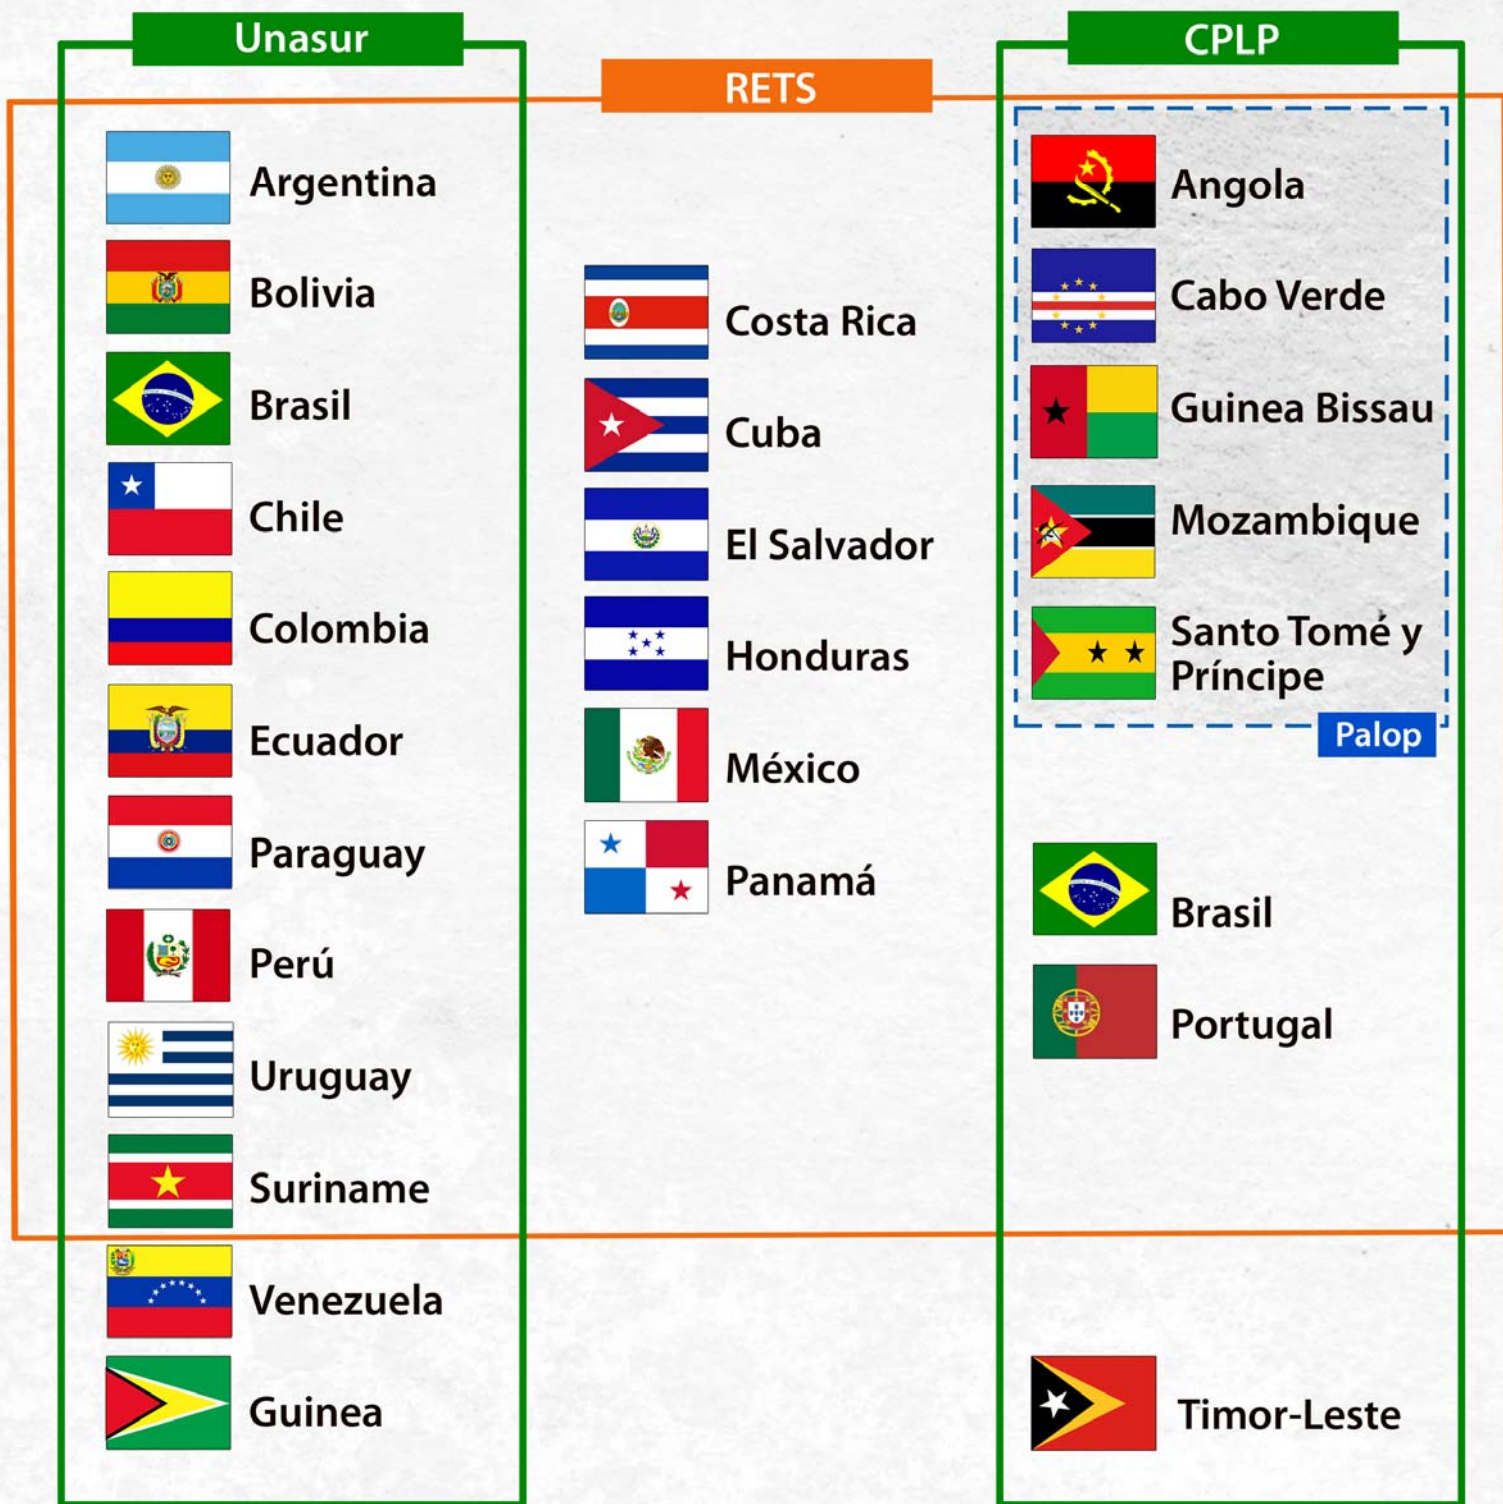 Unasur
RETS
CPLP
Argentina
Bolivia
Brasil
Chile
Colombia
Ecuador
Paraguay
Perú
Uruguay
Suriname
Venezuela
Guinea
Costa Rica
Cuba
El Salvador
Honduras
México
Panamá
Angola
Cabo Verde
Guinea Bissau
Mozambique
Santo Tomé y
Príncipe
Palop
Brasil
Portugal
Timor-Leste